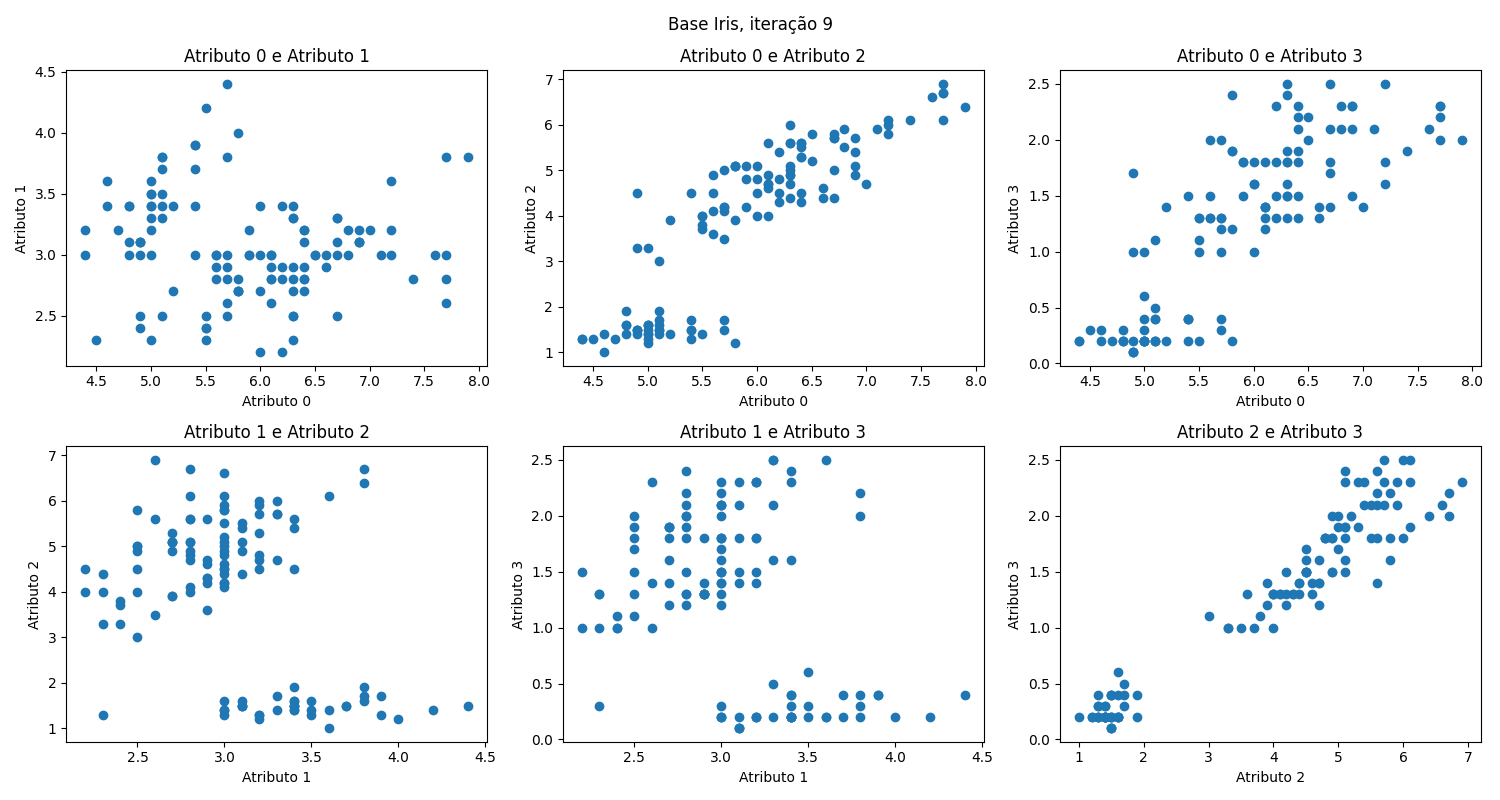 Base Iris, iteração 9
Atributo 0 e Atributo 1
4.5
4.0
3.5
3.0
2.5
Atributo 1
4.5 5.0 5.5 6.0 6.5 7.0 7.5 8.0
Atributo 0
Atributo 0 e Atributo 2
7
6
5
4
3
2
1
Atributo 2
4.5 5.0 5.5 6.0 6.5 7.0 7.5 8.0
Atributo 0
Atributo 0 e Atributo 3
2.5
2.0
1.5
1.0
0.5
0.0
Atributo 3
4.5 5.0 5.5 6.0 6.5 7.0 7.5 8.0
Atributo 0
Atributo 1 e Atributo 2
7
6
5
4
3
2
1
Atributo 2
2.5 3.0 3.5 4.0 4.5
Atributo 1
Atributo 1 e Atributo 3
2.5
2.0
1.5
1.0
0.5
0.0
Atributo 3
2.5 3.0 3.5 4.0 4.5
Atributo 1
Atributo 2 e Atributo 3
2.5
2.0
1.5
1.0
0.5
0.0
Atributo 3
1 2 3 4 5 6 7
Atributo 2